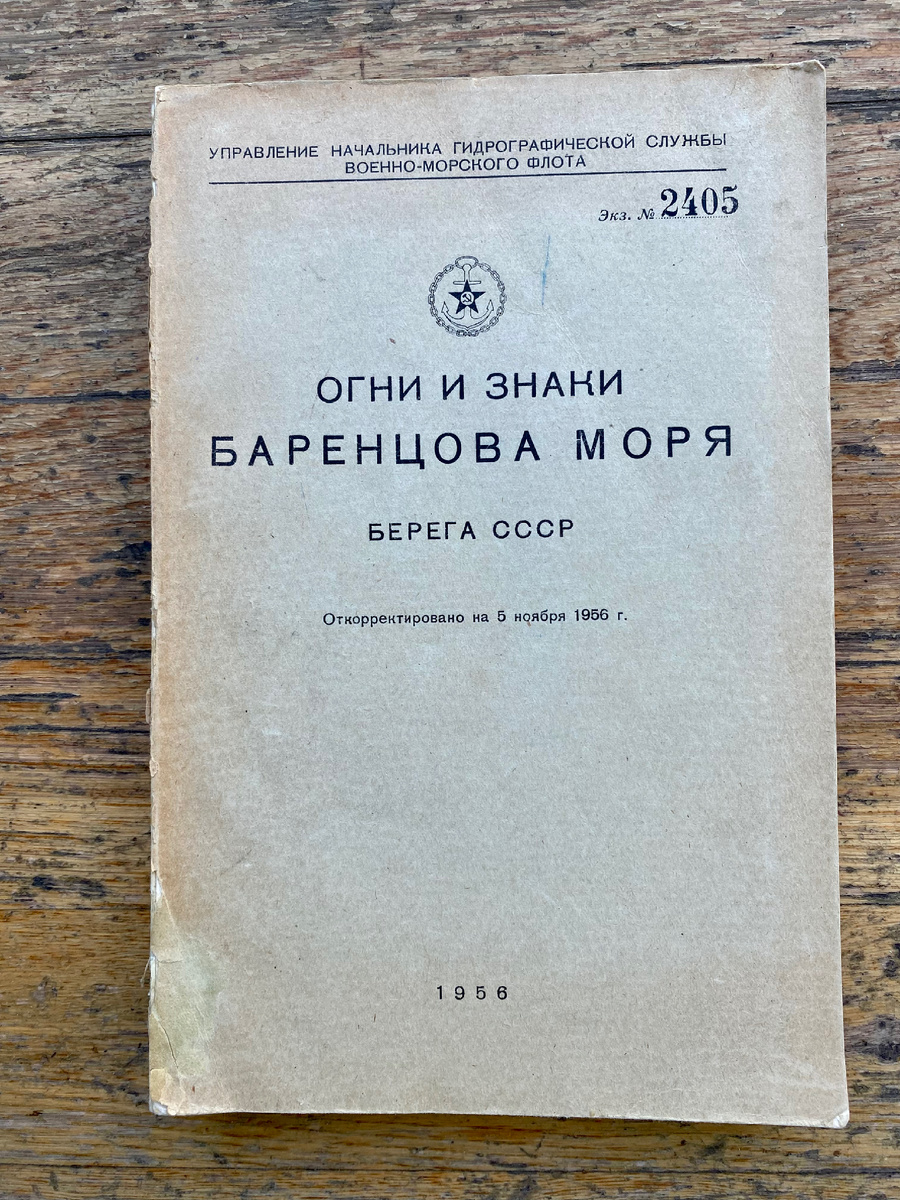 УПРАВЛЕНИЕ НАЧАЛЬНИКА ГИДРОГРАФИЧЕСКОЙ СЛУЖБЫ
ВОЕННО-МОРСКОГО ФЛОТА
Экз. № 2405
ОГНИ И ЗНАКИ
БАРЕНЦОВА МОРЯ
БЕРЕГА СССР
Откорректировано на 5 ноября 1956 г.
1956